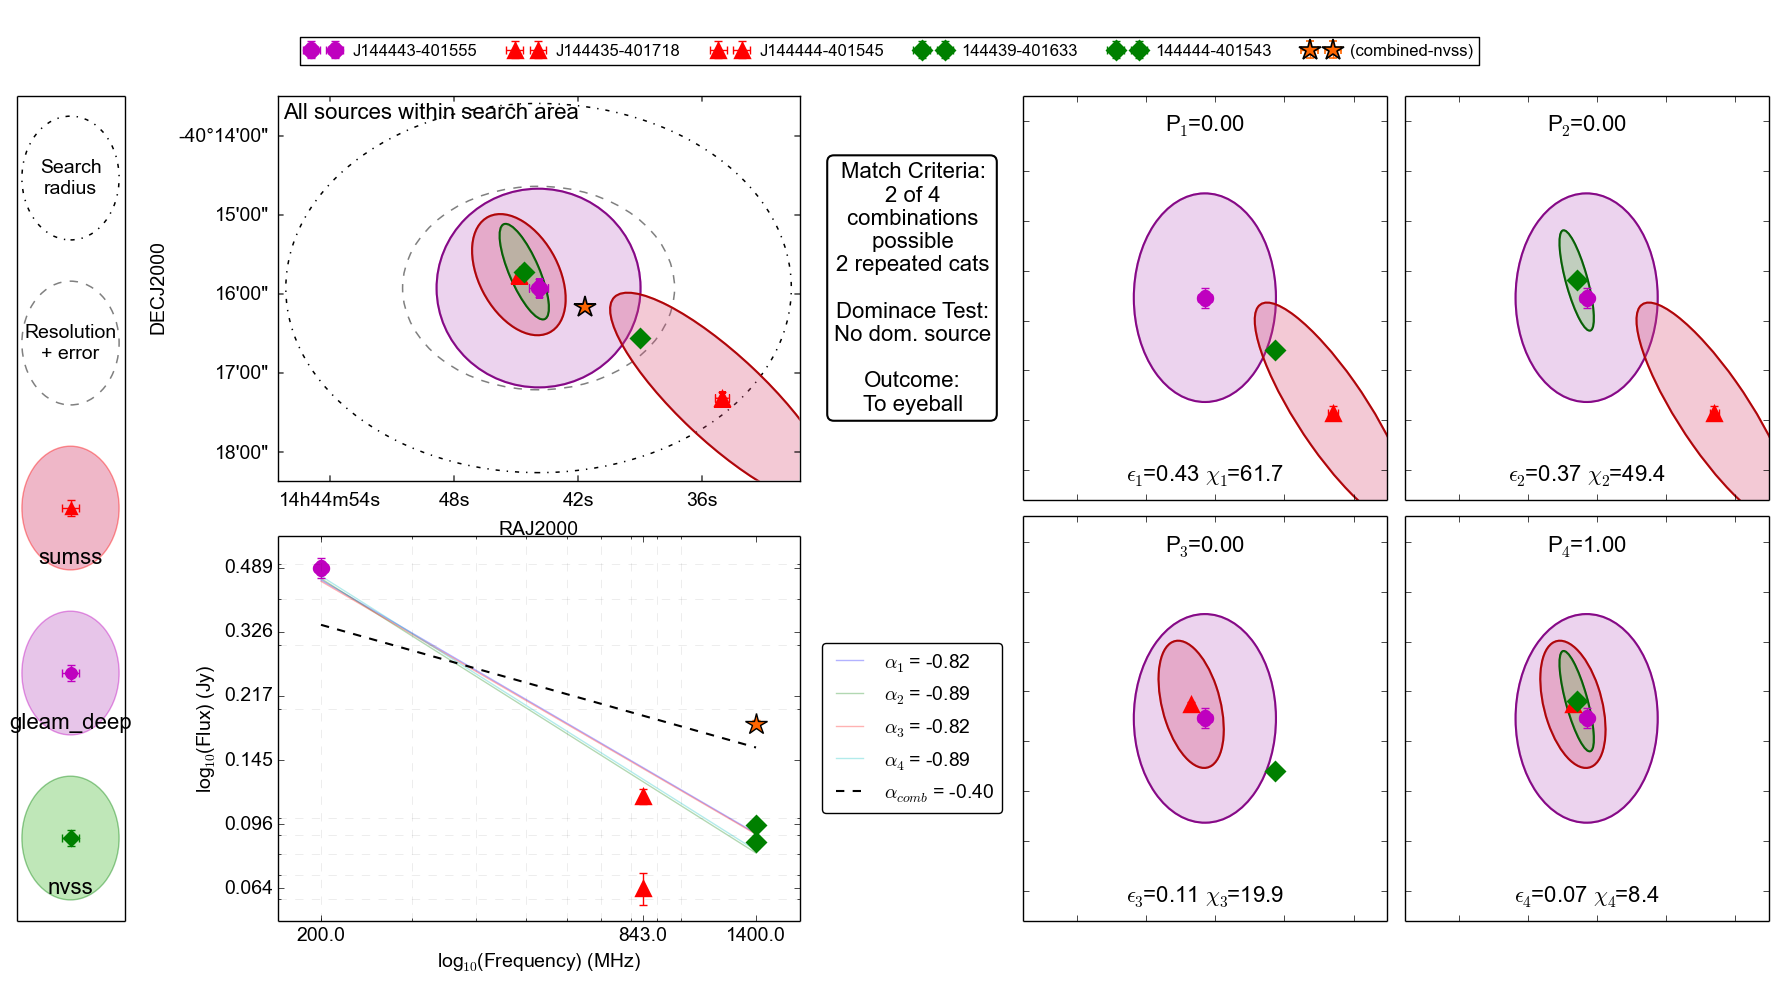 J144443-401555 J144435-401718 J144444-401545 144439-401633 144444-401543 (combined-nvss)
Search
radius
Resolution
+ error
sumss
gleam_deep
nvss
All sources within search area
DECJ2000
-40°14'00"
15'00"
16'00"
17'00"
18'00"
14h44m54s 48s 42s 36s
RAJ2000
Match Criteria:
2 of 4
combinations
possible
2 repeated cats
Dominace Test:
No dom. source
Outcome:
To eyeball
P1=0.00
ϵ1=0.43 χ1=61.7
P2=0.00
ϵ2=0.37 χ2=49.4
log10(Flux) (Jy)
0.489
0.326
0.217
0.145
0.096
0.064
200.0 843.0 1400.0
log10(Frequency) (MHz)
α1 = -0.82
α2 = -0.89
α3 = -0.82
α4 = -0.89
αcomb = -0.40
P3=0.00
ϵ3=0.11 χ3=19.9
P4=1.00
ϵ4=0.07 χ4=8.4